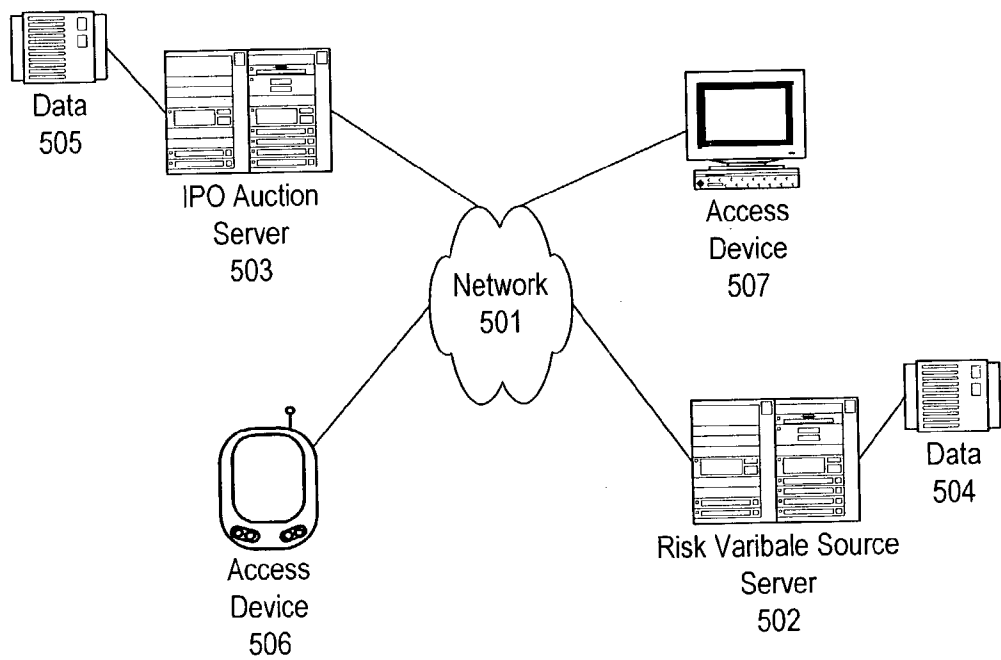 Data
505
IPO Auction
Server
503
Access
Device
507
Network
501
Access
Device
506
Risk Varibale Source
Server
502
Data
504